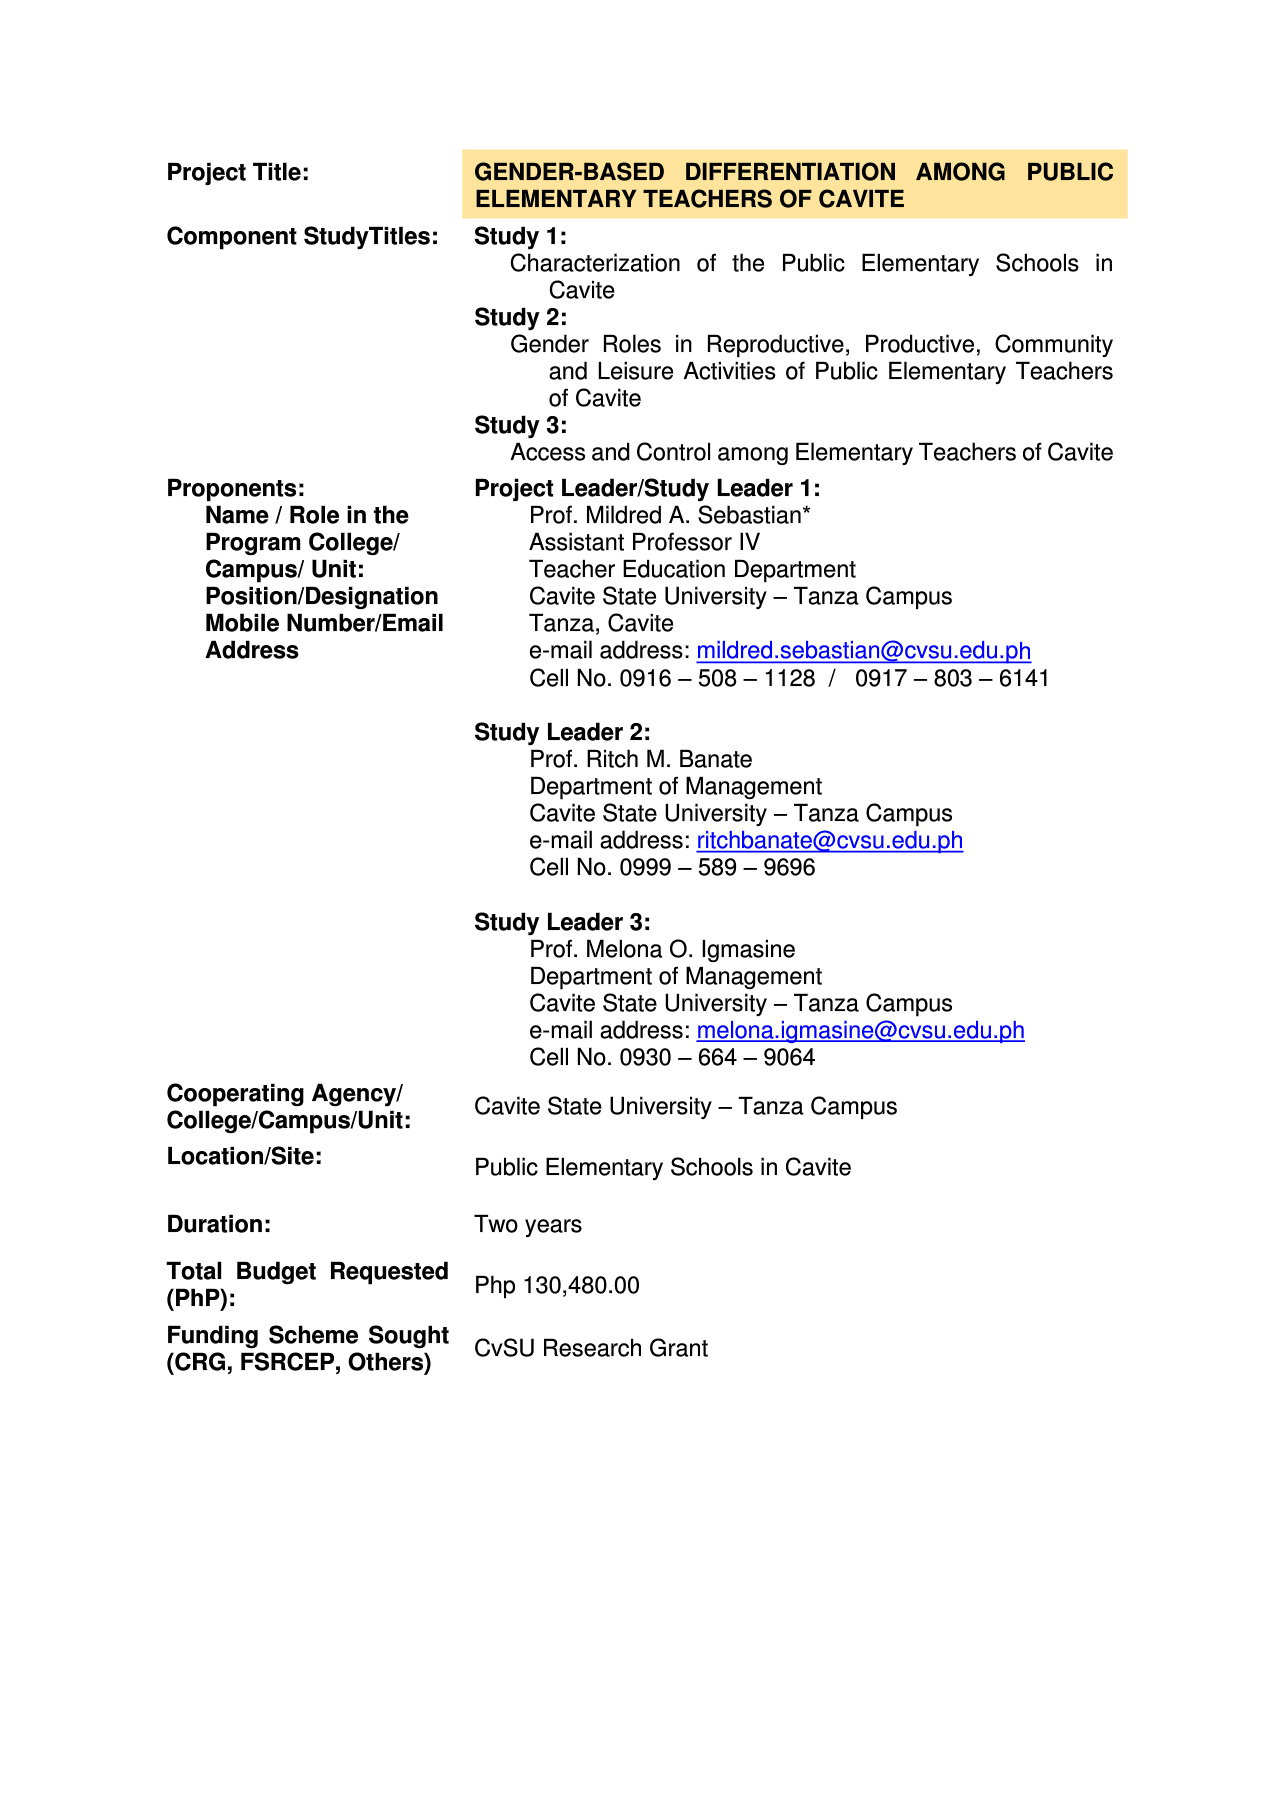 Project Title:
GENDER-BASED DIFFERENTIATION AMONG PUBLIC
ELEMENTARY TEACHERS OF CAVITE
Component StudyTitles:
Study 1:
Characterization of the Public Elementary Schools in
Cavite
Study 2:
Gender Roles in Reproductive, Productive, Community
and Leisure Activities of Public Elementary Teachers
of Cavite
Study 3:
Access and Control among Elementary Teachers of Cavite
Proponents:
Name / Role in the
Program College/
Campus/ Unit:
Position/Designation
Mobile Number/Email
Address
Project Leader/Study Leader 1:
Prof. Mildred A. Sebastian*
Assistant Professor IV
Teacher Education Department
Cavite State University – Tanza Campus
Tanza, Cavite
e-mail address: mildred.sebastian@cvsu.edu.ph
Cell No. 0916 – 508 – 1128 / 0917 – 803 – 6141
Study Leader 2:
Prof. Ritch M. Banate
Department of Management
Cavite State University – Tanza Campus
e-mail address: ritchbanate@cvsu.edu.ph
Cell No. 0999 – 589 – 9696
Study Leader 3:
Prof. Melona O. Igmasine
Department of Management
Cavite State University – Tanza Campus
e-mail address: melona.igmasine@cvsu.edu.ph
Cell No. 0930 – 664 – 9064
Cooperating Agency/
College/Campus/Unit:
Cavite State University – Tanza Campus
Location/Site:
Public Elementary Schools in Cavite
Duration:
Two years
Total Budget Requested
(PhP):
Php 130,480.00
Funding Scheme Sought
(CRG, FSRCEP, Others)
CvSU Research Grant